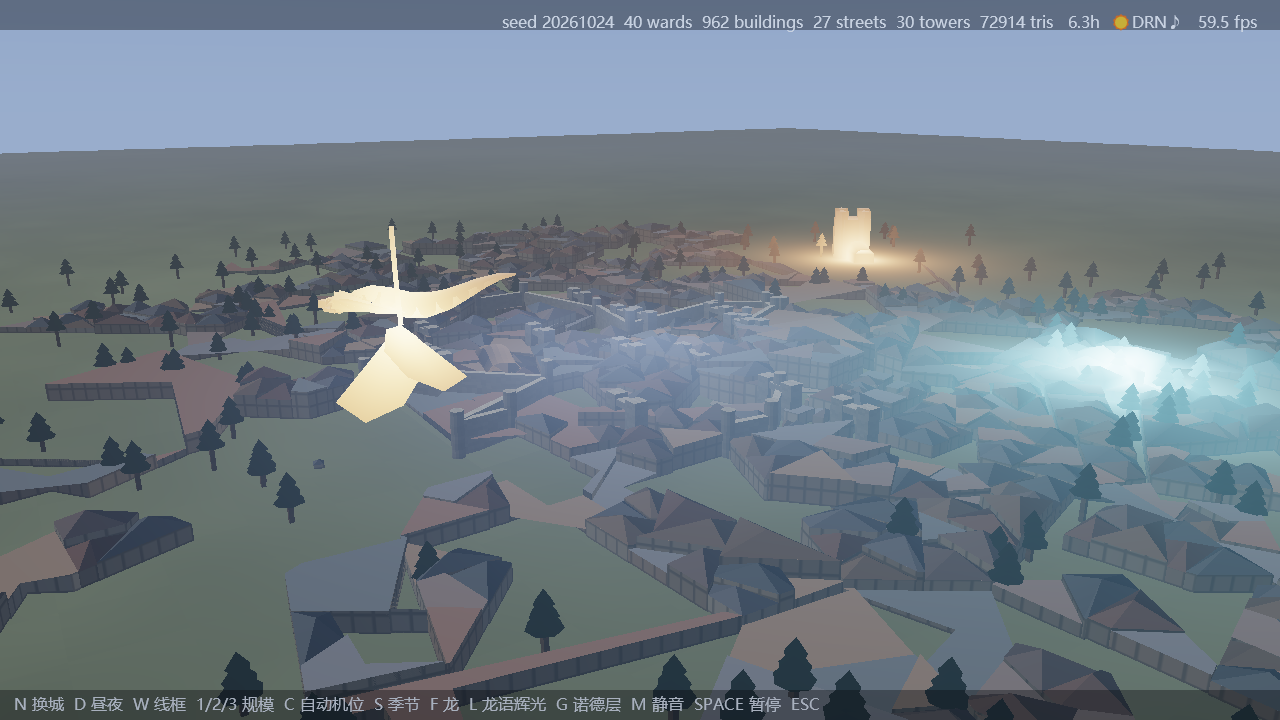 seed 20261024 40 wards 962 buildings 27 streets 30 towers 72914 tris 6.3h DRN♪ 59.5 fps
N 换城 D 昼夜 W 线框 1/2/3 规模 C 自动机位 S 季节 F 龙 L 龙语辉光 G 诺德层 M 静音 SPACE 暂停 ESC